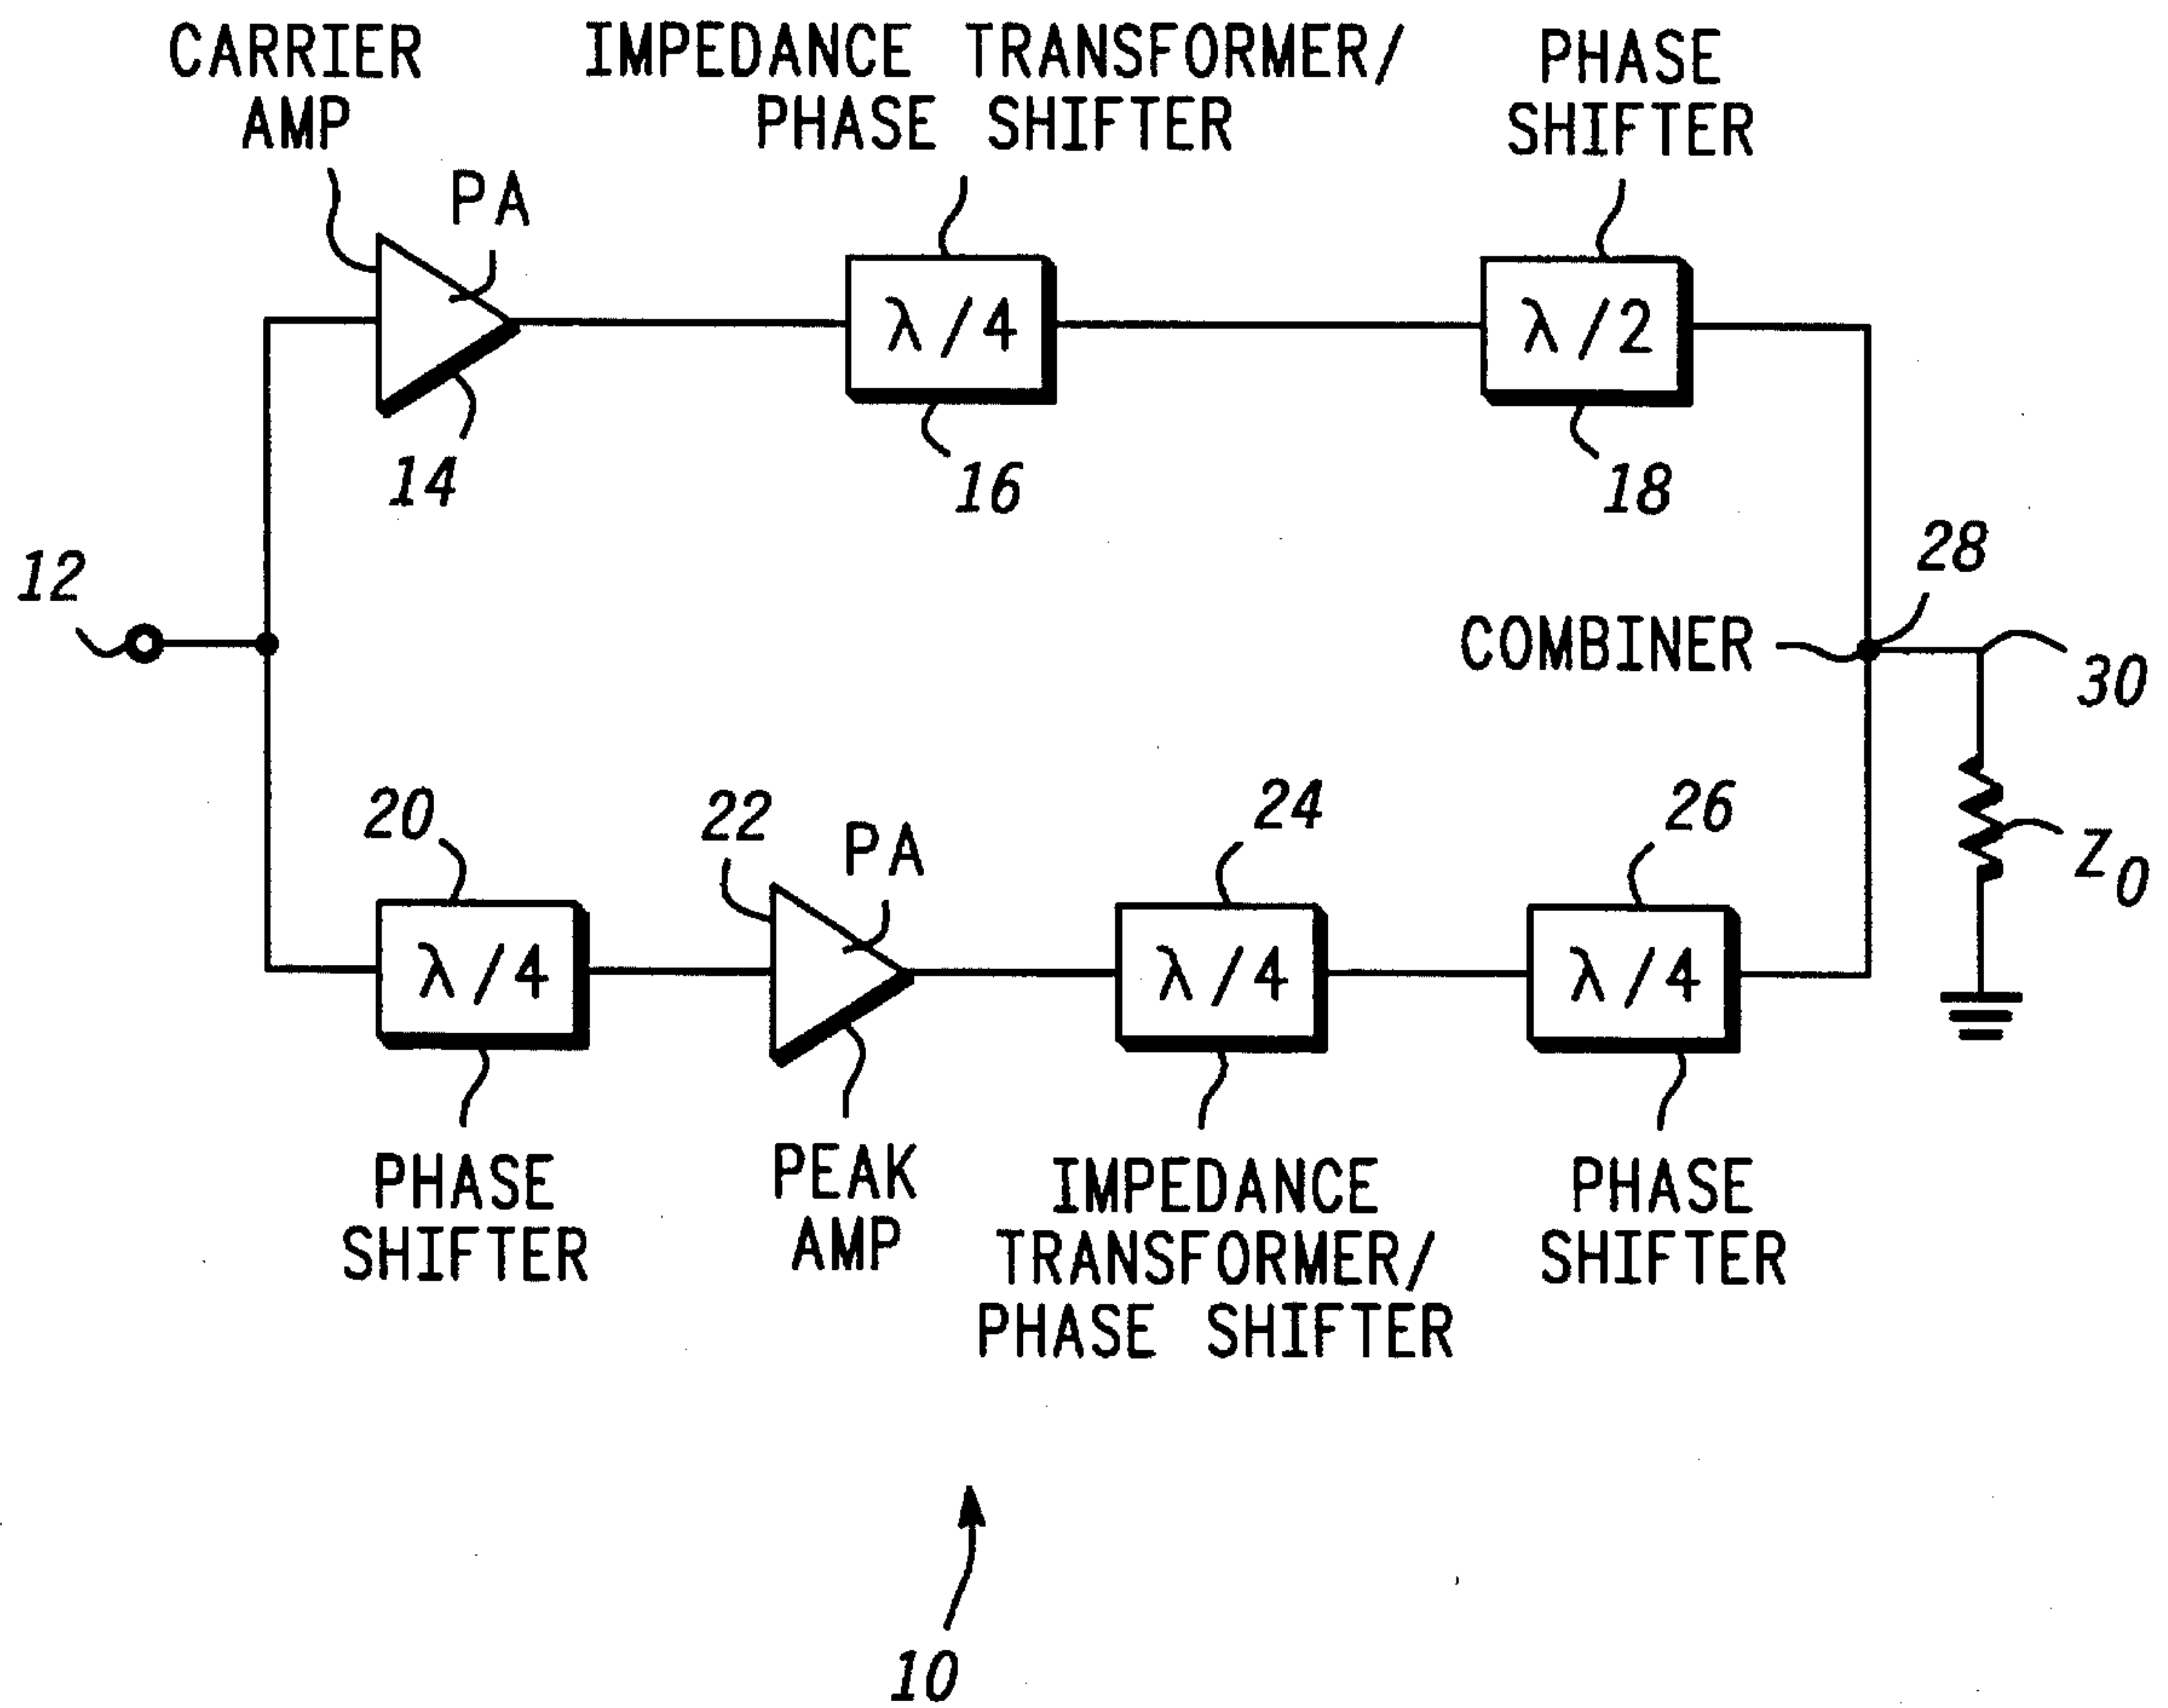 CARRIER
AMP
IMPEDANCE TRANSFORMER/
PHASE SHIFTER
PHASE
SHIFTER
PA
λ/4
λ/2
14
16
18
12
28
COMBINER
30
20
22
PA
24
26
Z0
λ/4
λ/4
λ/4
PHASE
SHIFTER
PEAK
AMP
IMPEDANCE
TRANSFORMER/
PHASE SHIFTER
PHASE
SHIFTER
10